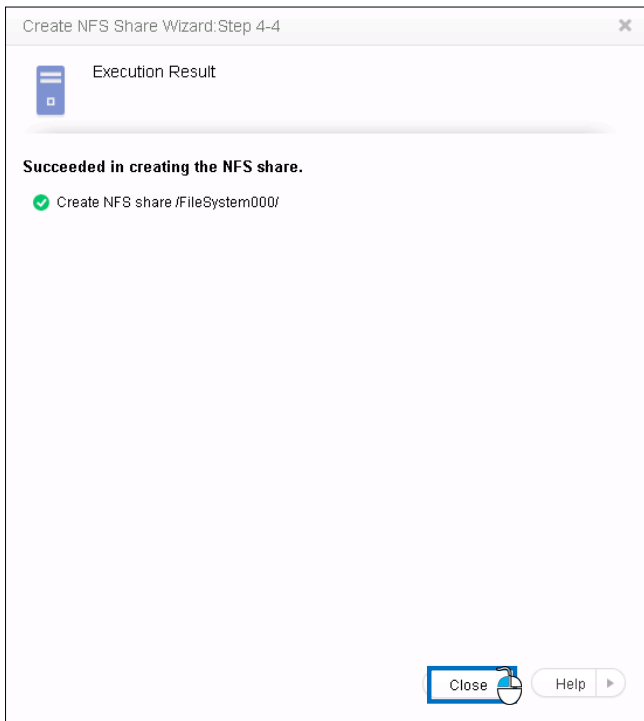 Create NFS Share Wizard:Step 4-4
Execution Result
Succeeded in creating the NFS share.
Create NFS share /FileSystem000/
Close
Help